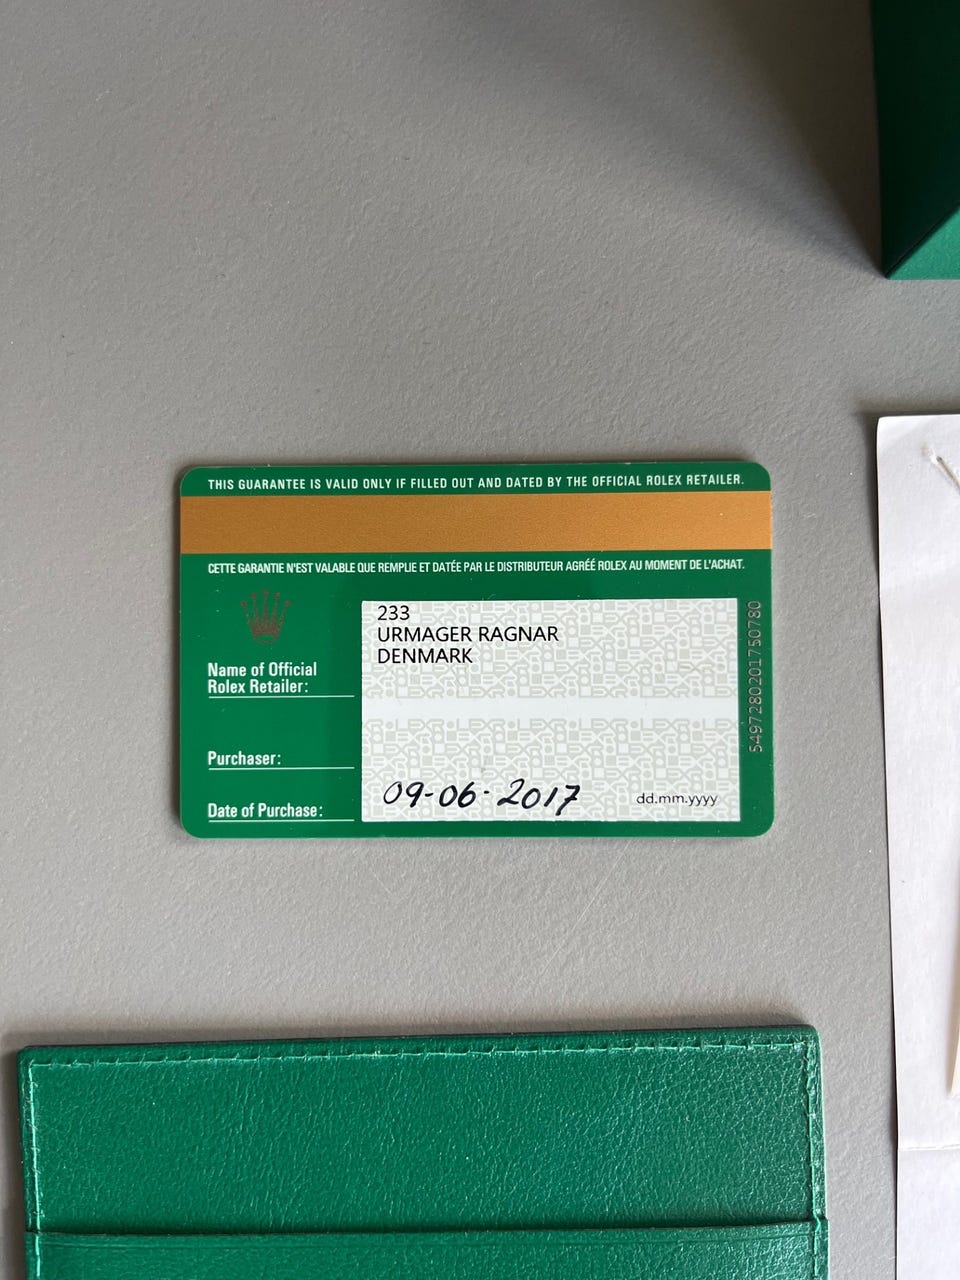 THIS GUARANTEE IS VALID ONLY IF FILLED OUT AND DATED BY THE OFFICIAL ROLEX RETAILER.
CETTE GARANTIE N'EST VALABLE QUE REMPLIE ET DATÉE PAR LE DISTRIBUTEUR AGRÉÉ ROLEX AU MOMENT DE L'ACHAT.
233
URMAGER RAGNAR
DENMARK
Name of Official
Rolex Retailer:
Purchaser:
Date of Purchase:
09-06-2017
dd.mm.yyyy
5497280201750780